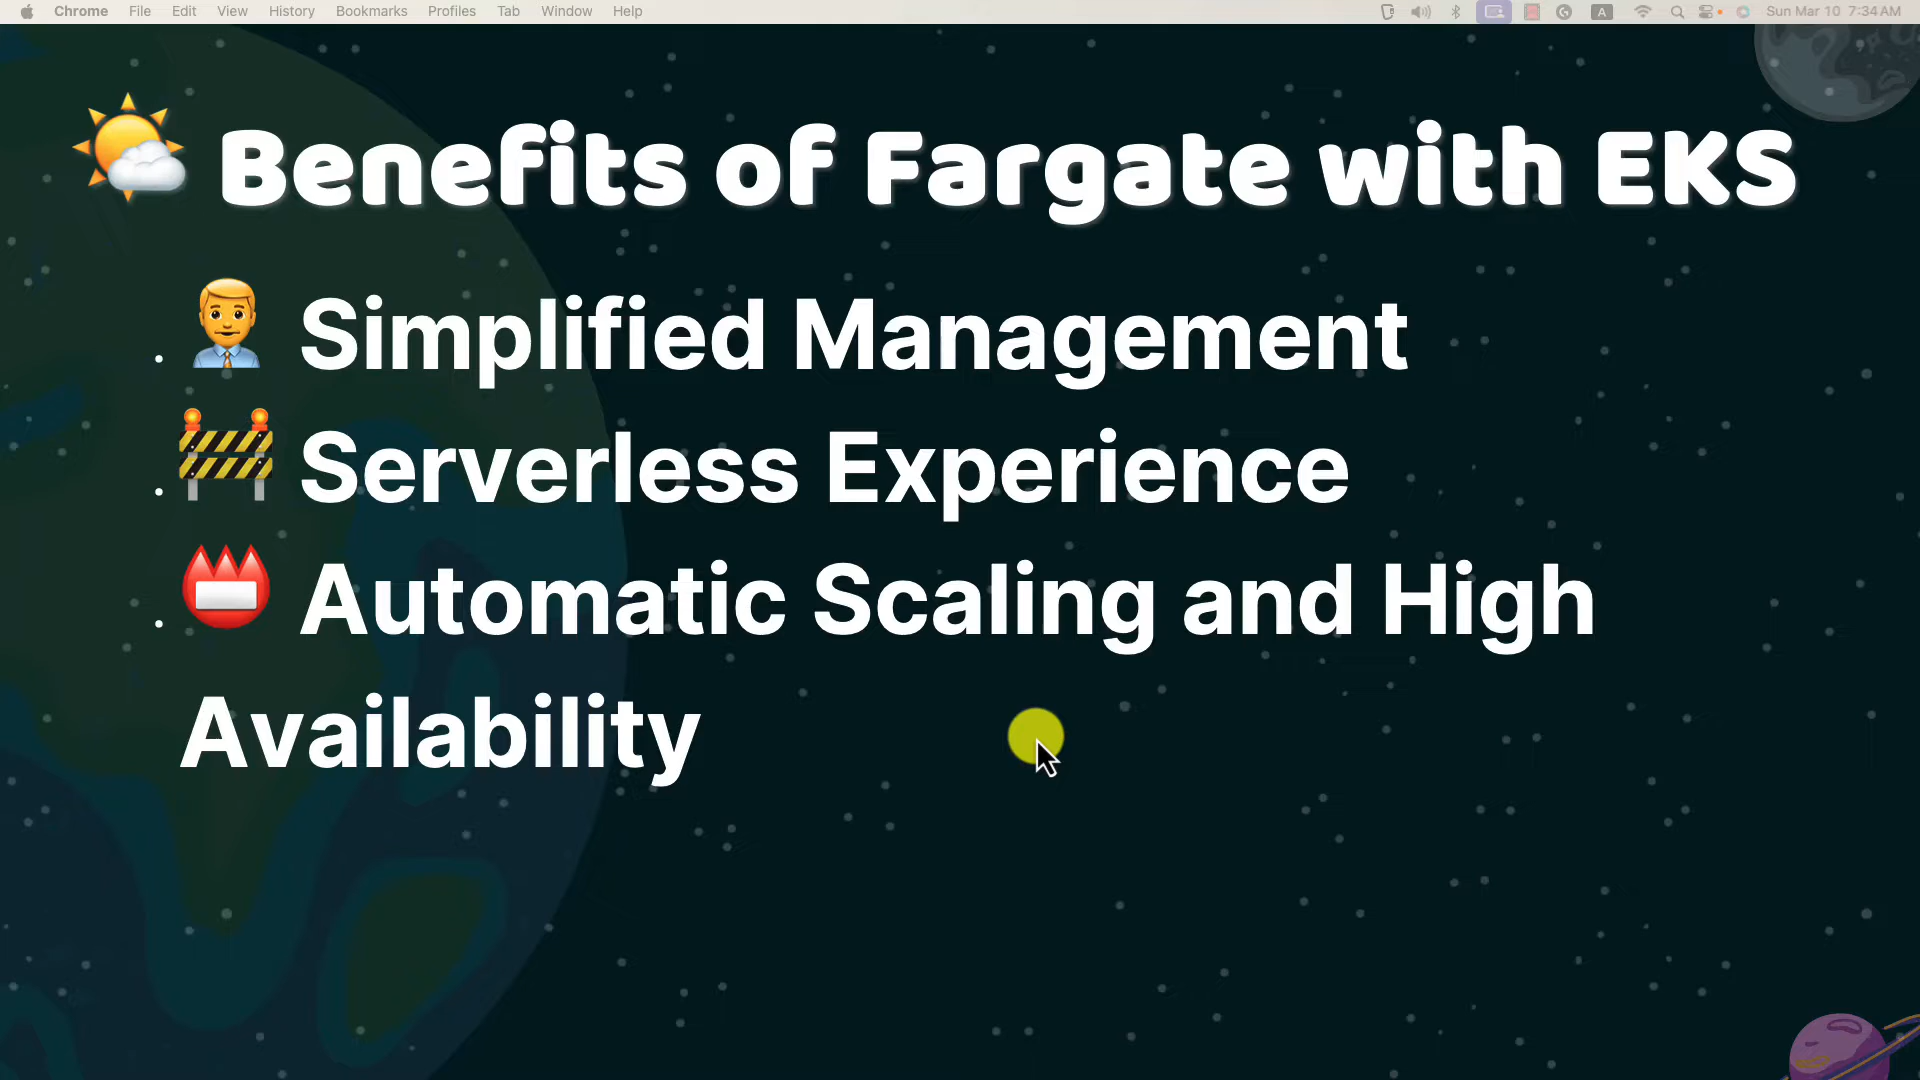 Chrome File Edit View History Bookmarks Profiles Tab Window Help A Sun Mar 10 7:34 AM
Benefits of Fargate with EKS
Simplified Management
Serverless Experience
Automatic Scaling and High
Availability